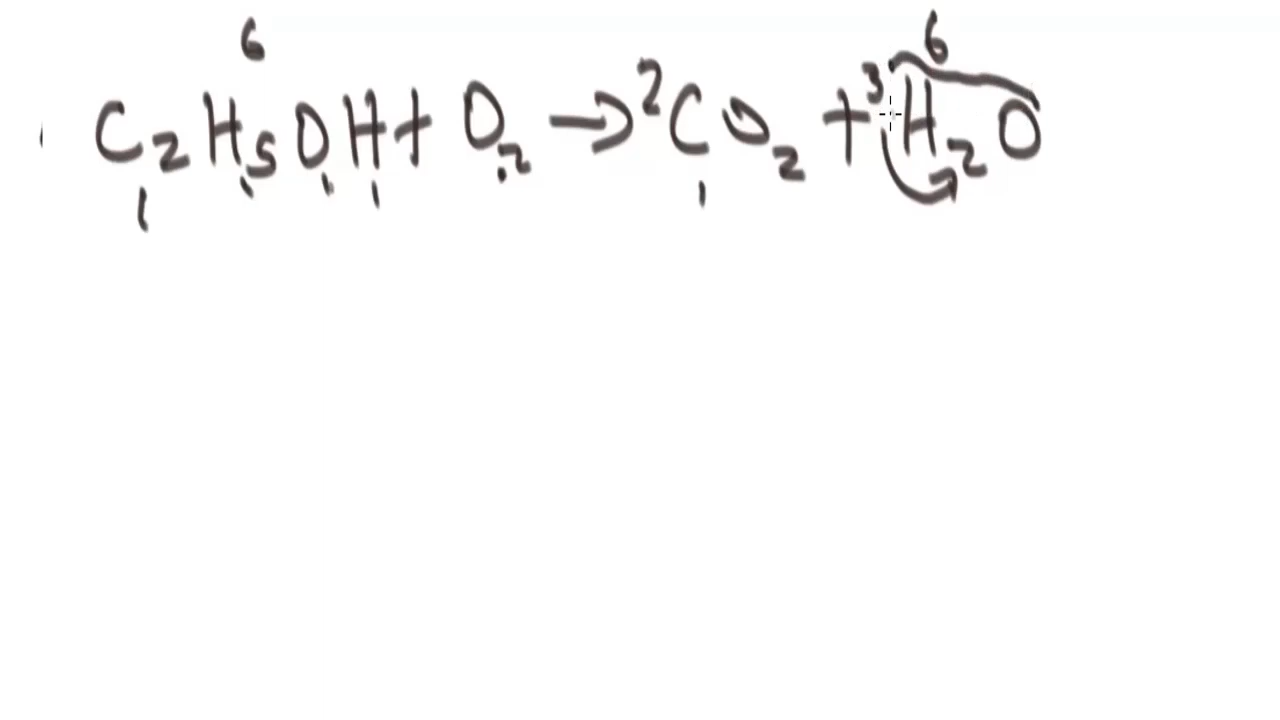 6 6
C2H5OH + O2 → 2CO2 + 3H2O